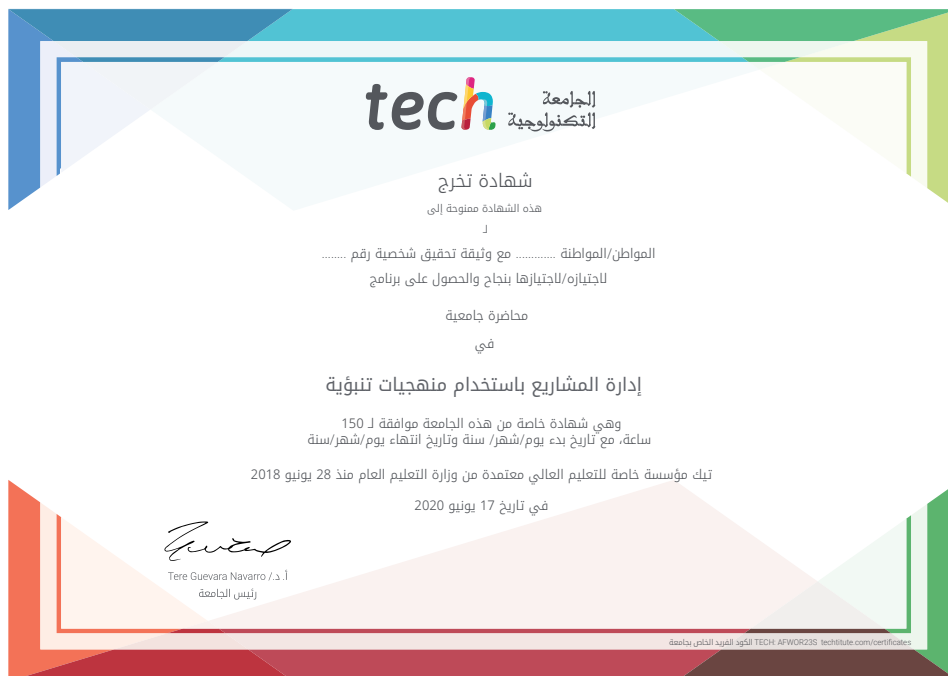 tech الجامعة
التكنولوجية
شهادة تخرج
هذه الشهادة ممنوحة إلى
لـ
المواطن/المواطنة ............ مع وثيقة تحقيق شخصية رقم ........
لاجتيازه/لاجتيازها بنجاح والحصول على برنامج
محاضرة جامعية
في
إدارة المشاريع باستخدام منهجيات تنبؤية
وهي شهادة خاصة من هذه الجامعة موافقة لـ 150
ساعة، مع تاريخ بدء يوم/شهر/ سنة وتاريخ انتهاء يوم/شهر/سنة
تيك مؤسسة خاصة للتعليم العالي معتمدة من وزارة التعليم العام منذ 28 يونيو 2018
في تاريخ 17 يونيو 2020
أ.د./ Tere Guevara Navarro
رئيس الجامعة
الكود الفريد الخاص بجامعة TECH: AFWOR23S techtitute.com/certificates